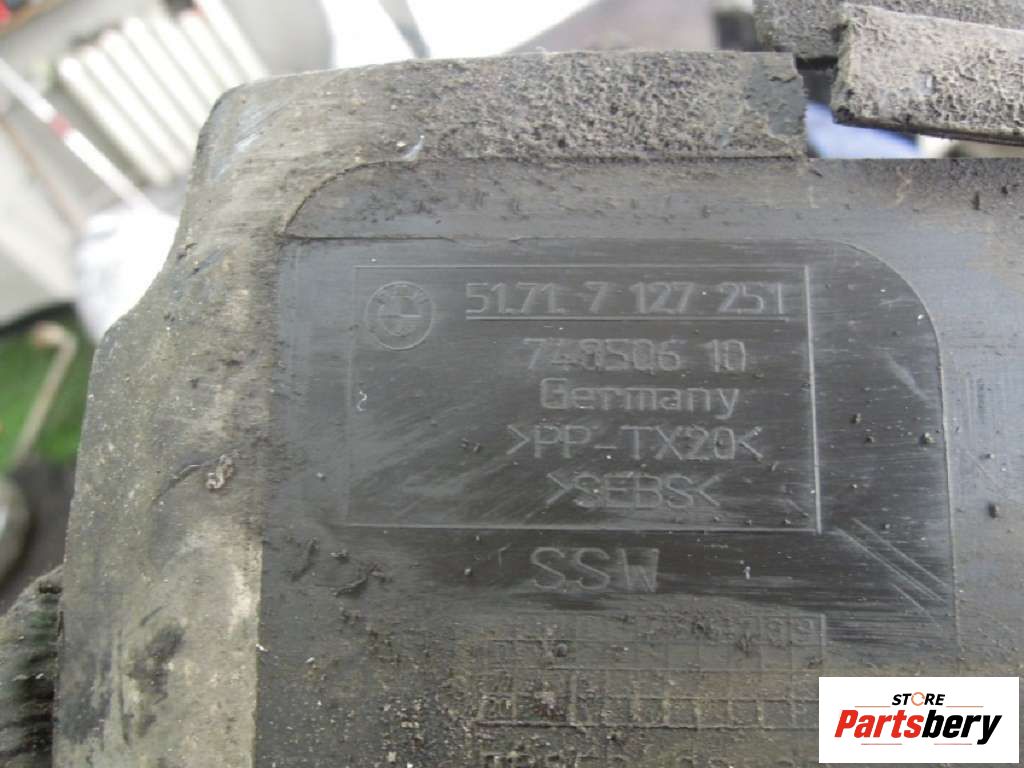 51.71 7 127 251
748506 10
Germany
>PP-TX20<
>SEBS<
SSW
STORE
Partsbery